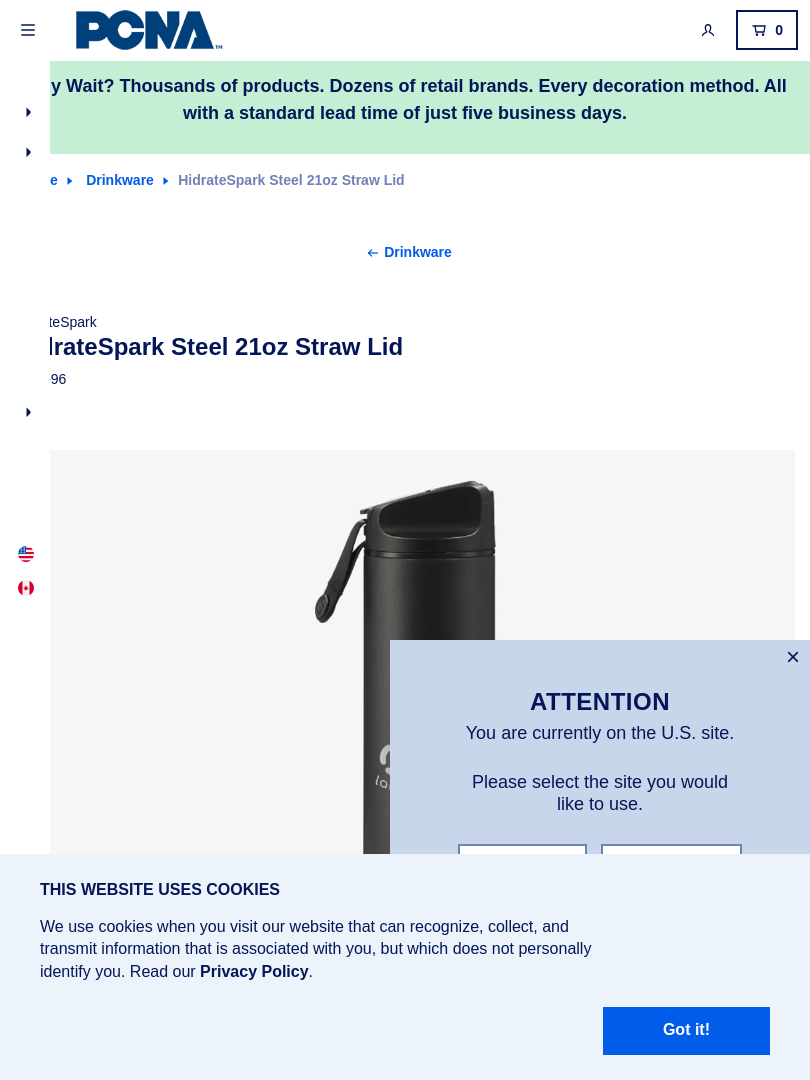 PCNA™
0
Wait? Thousands of products. Dozens of retail brands. Every decoration method. All
with a standard lead time of just five business days.
Drinkware
HidrateSpark Steel 21oz Straw Lid
← Drinkware
Steel 21oz Straw Lid
96
ATTENTION
You are currently on the U.S. site.
Please select the site you would
like to use.
THIS WEBSITE USES COOKIES
We use cookies when you visit our website that can recognize, collect, and
transmit information that is associated with you, but which does not personally
identify you. Read our Privacy Policy.
Got it!